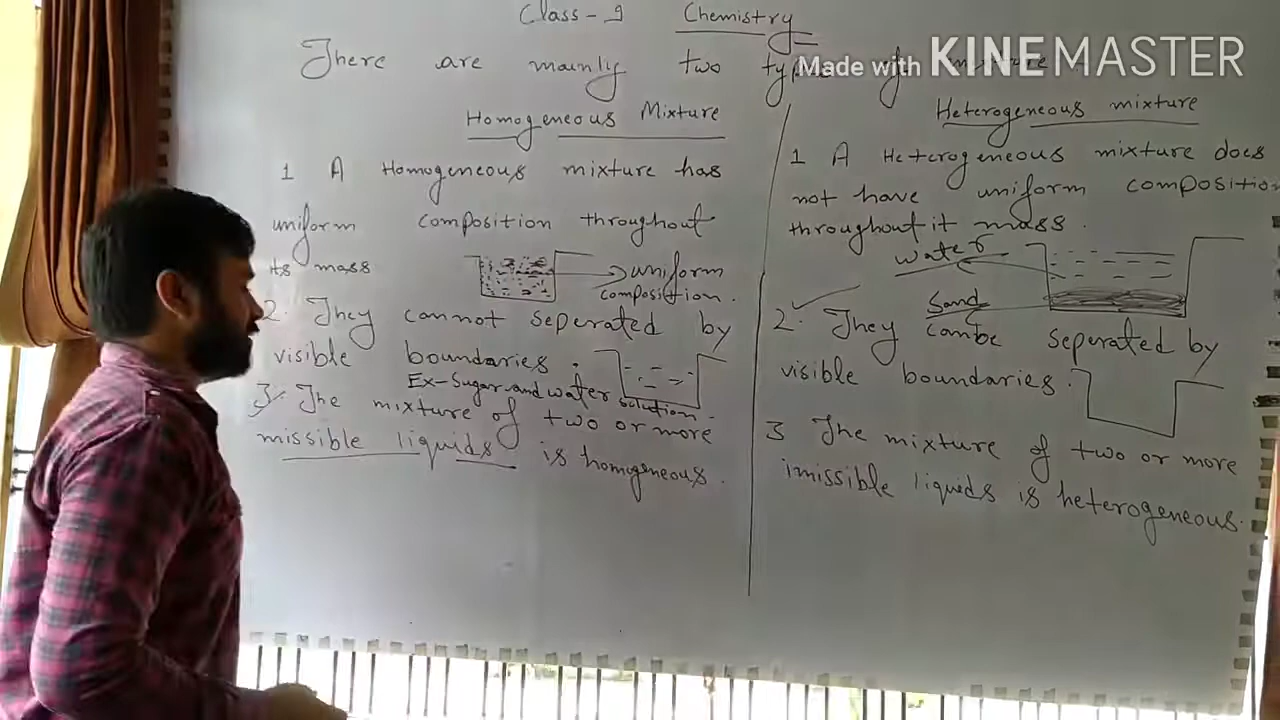 Class - 9 Chemistry
There are mainly two types of mixture
Made with KINEMASTER
Homogeneous Mixture
1 A Homogeneous mixture has
uniform composition throughout
its mass
uniform
composition.
2. They cannot seperated by
visible boundaries.
Ex-Sugar and water solution.
3. The mixture of two or more
missible liquids is homogeneous.
Heterogeneous mixture
1 A Heterogeneous mixture does
not have uniform composition
throughout it mass.
water
Sand
2. They canbe seperated by
visible boundaries.
3 The mixture of two or more
imissible liquids is heterogeneous.